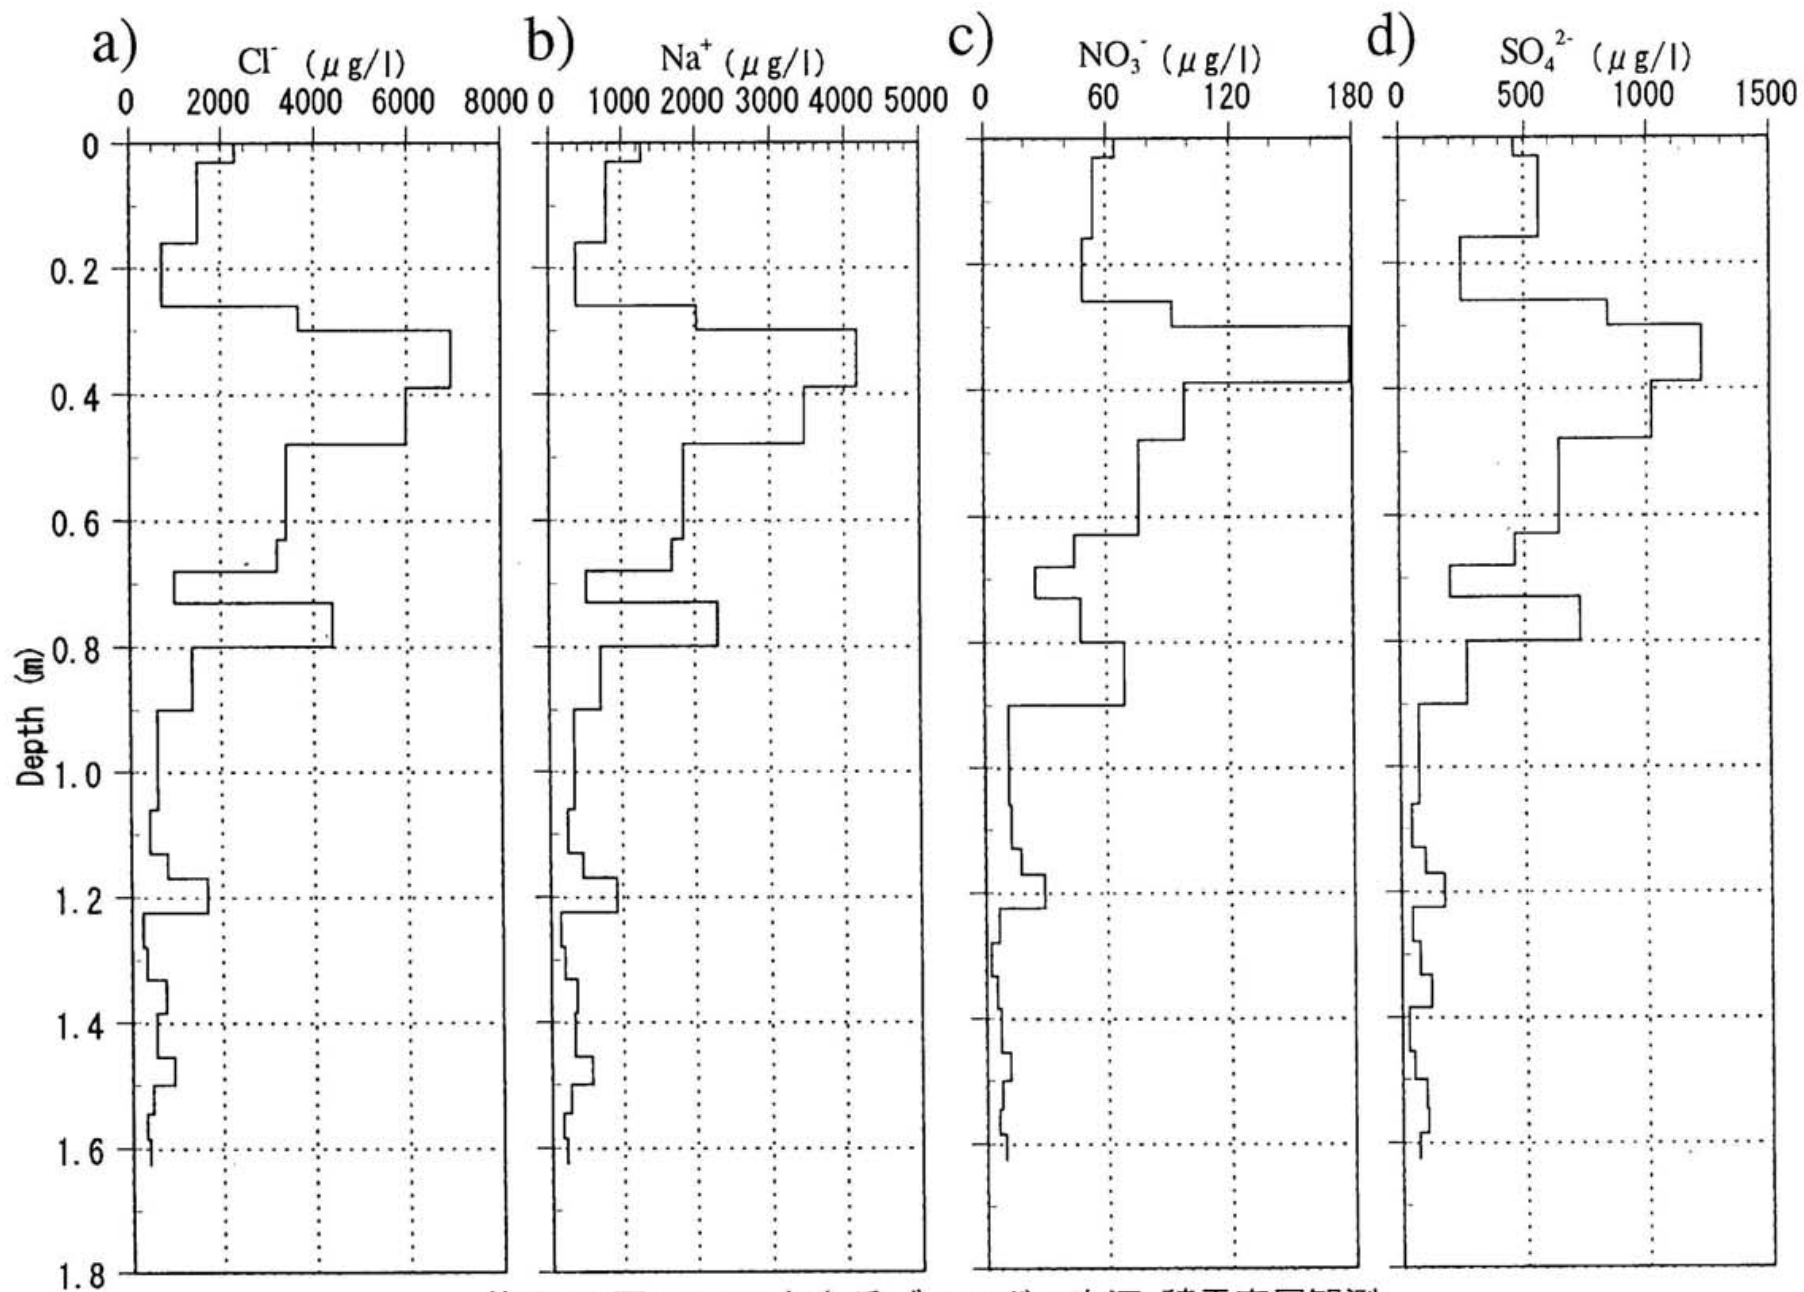 a) Cl⁻ (μg/l)
b) Na⁺ (μg/l)
c) NO₃⁻ (μg/l)
d) SO₄²⁻ (μg/l)
0 2000 4000 6000 8000
0 1000 2000 3000 4000 5000
0 60 120 180
0 500 1000 1500
Depth (m)
0
0.2
0.4
0.6
0.8
1.0
1.2
1.4
1.6
1.8